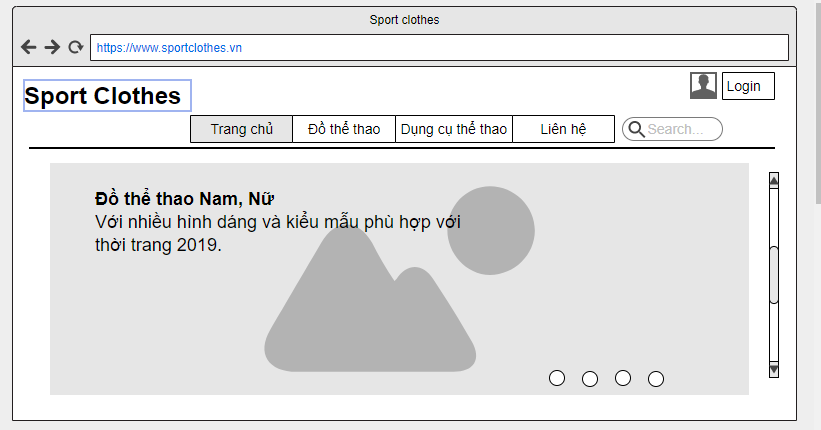 Sport clothes
https://www.sportclothes.vn
Sport Clothes
Login
Trang chủ
Đồ thể thao
Dụng cụ thể thao
Liên hệ
Search...
Đồ thể thao Nam, Nữ
Với nhiều hình dáng và kiểu mẫu phù hợp với
thời trang 2019.